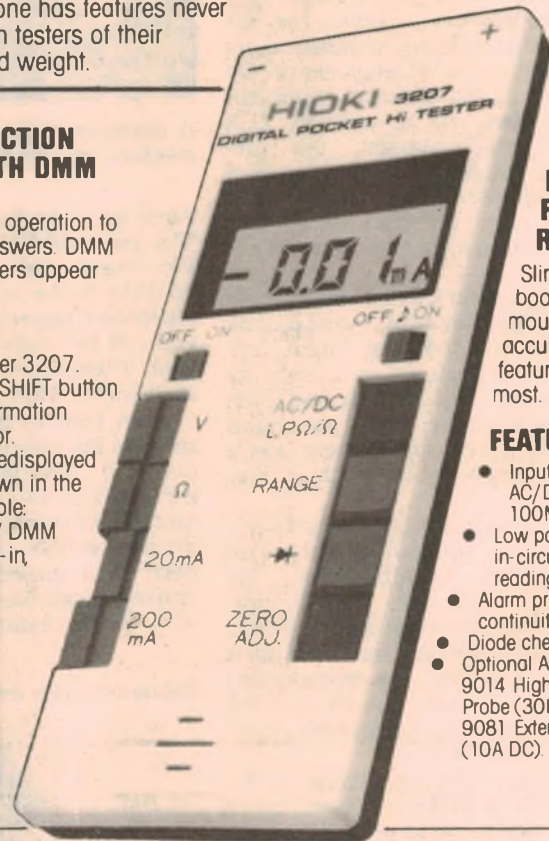 one has features never
testers of their
weight.
CTION
TH DMM
operation to
swers. DMM
ers appear
er 3207.
SHIFT button
rmation
or.
edisplayed
wn in the
ple:
DMM
-in,
- +
HIOKI 3207
DIGITAL POCKET Hi TESTER
- 0.01 mA
OFF ON
OFF ♪ ON
V
Ω
20mA
200
mA
AC/DC
LPΩ/Ω
RANGE
ZERO
ADJ.
R
Slin
boo
mou
accu
featur
most.
FEATU
● Input
AC/D
100M
● Low po
in-circu
reading
● Alarm pr
continuit
● Diode che
● Optional A
9014 High
Probe (30
9081 Exter
(10A DC).